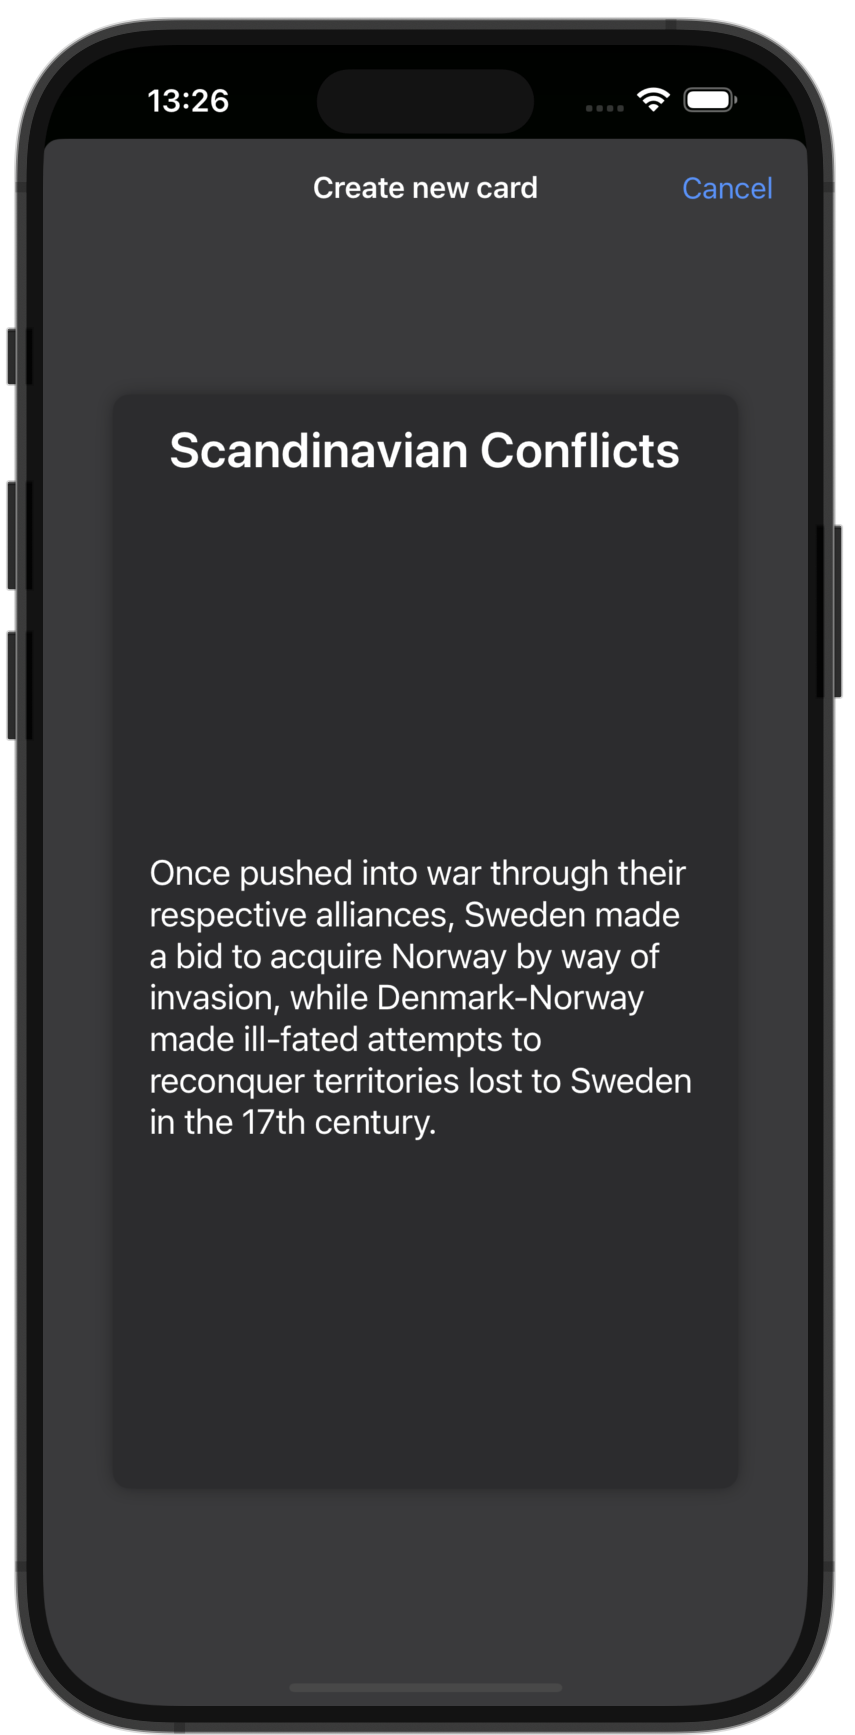 13:26
Create new card
Cancel
Scandinavian Conflicts
Once pushed into war through their
respective alliances, Sweden made
a bid to acquire Norway by way of
invasion, while Denmark-Norway
made ill-fated attempts to
reconquer territories lost to Sweden
in the 17th century.